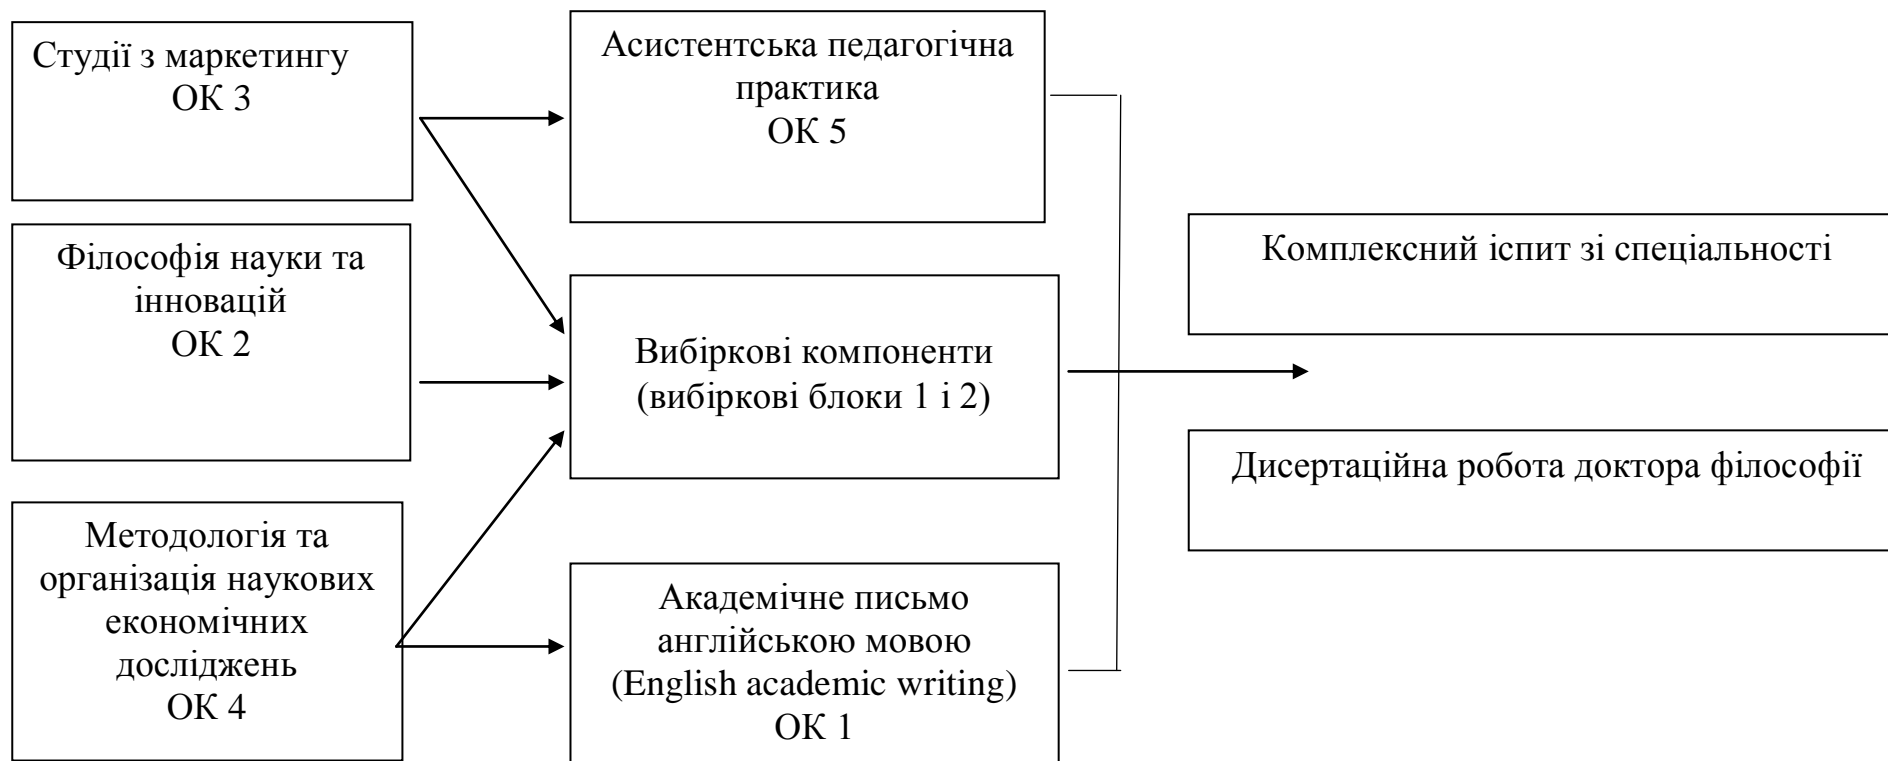 Студії з маркетингу
ОК 3
Філософія науки та
інновацій
ОК 2
Методологія та
організація наукових
економічних
досліджень
ОК 4
Асистентська педагогічна
практика
ОК 5
Вибіркові компоненти
(вибіркові блоки 1 і 2)
Академічне письмо
англійською мовою
(English academic writing)
ОК 1
Комплексний іспит зі спеціальності
Дисертаційна робота доктора філософії